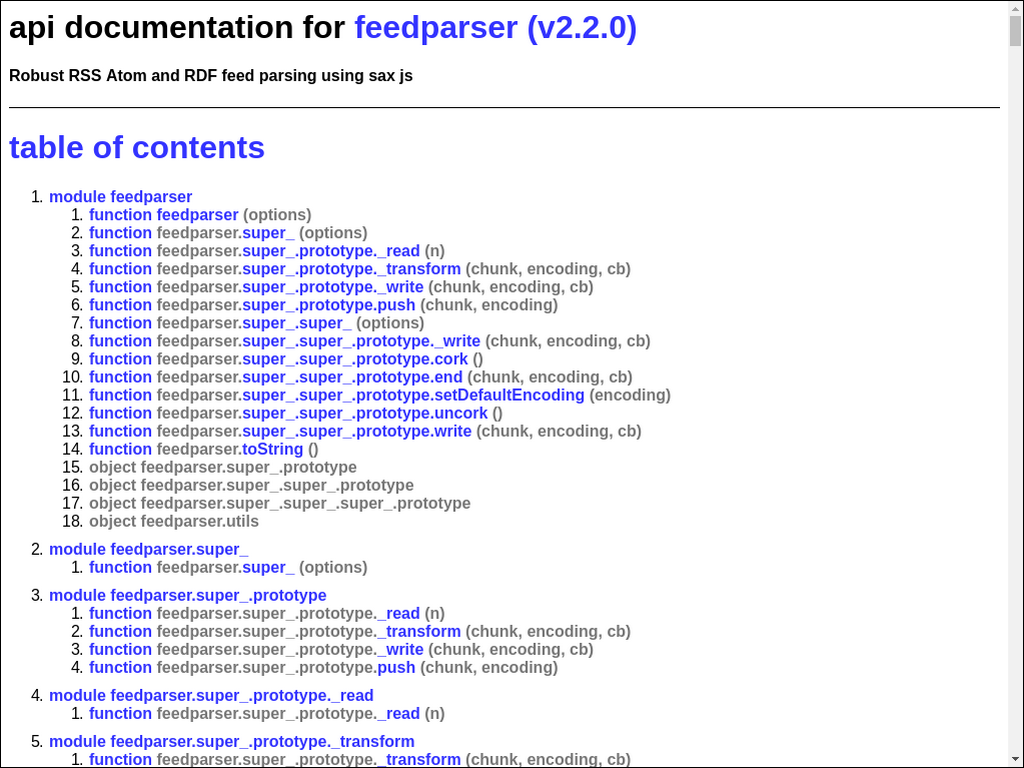 api documentation for feedparser (v2.2.0)
Robust RSS Atom and RDF feed parsing using sax js
table of contents
1. module feedparser
1. function feedparser (options)
2. function feedparser.super_ (options)
3. function feedparser.super_.prototype._read (n)
4. function feedparser.super_.prototype._transform (chunk, encoding, cb)
5. function feedparser.super_.prototype._write (chunk, encoding, cb)
6. function feedparser.super_.prototype.push (chunk, encoding)
7. function feedparser.super_.super_ (options)
8. function feedparser.super_.super_.prototype._write (chunk, encoding, cb)
9. function feedparser.super_.super_.prototype.cork ()
10. function feedparser.super_.super_.prototype.end (chunk, encoding, cb)
11. function feedparser.super_.super_.prototype.setDefaultEncoding (encoding)
12. function feedparser.super_.super_.prototype.uncork ()
13. function feedparser.super_.super_.prototype.write (chunk, encoding, cb)
14. function feedparser.toString ()
15. object feedparser.super_.prototype
16. object feedparser.super_.super_.prototype
17. object feedparser.super_.super_.super_.prototype
18. object feedparser.utils
2. module feedparser.super_
1. function feedparser.super_ (options)
3. module feedparser.super_.prototype
1. function feedparser.super_.prototype._read (n)
2. function feedparser.super_.prototype._transform (chunk, encoding, cb)
3. function feedparser.super_.prototype._write (chunk, encoding, cb)
4. function feedparser.super_.prototype.push (chunk, encoding)
4. module feedparser.super_.prototype._read
1. function feedparser.super_.prototype._read (n)
5. module feedparser.super_.prototype._transform
1. function feedparser.super_.prototype._transform (chunk, encoding, cb)